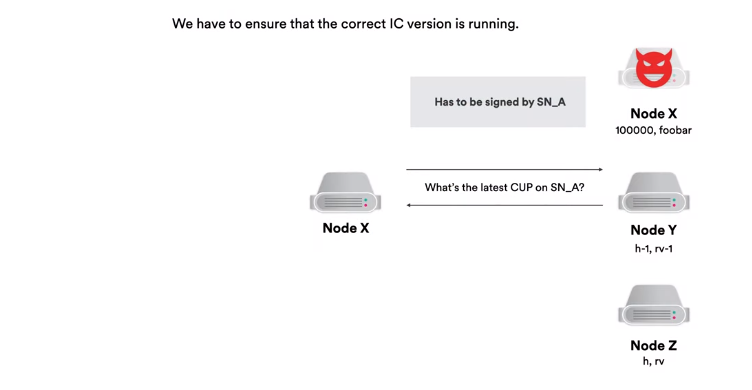 We have to ensure that the correct IC version is running.
Has to be signed by SN_A
Node X
100000, foobar
What's the latest CUP on SN_A?
Node X
Node Y
h-1, rv-1
Node Z
h, rv